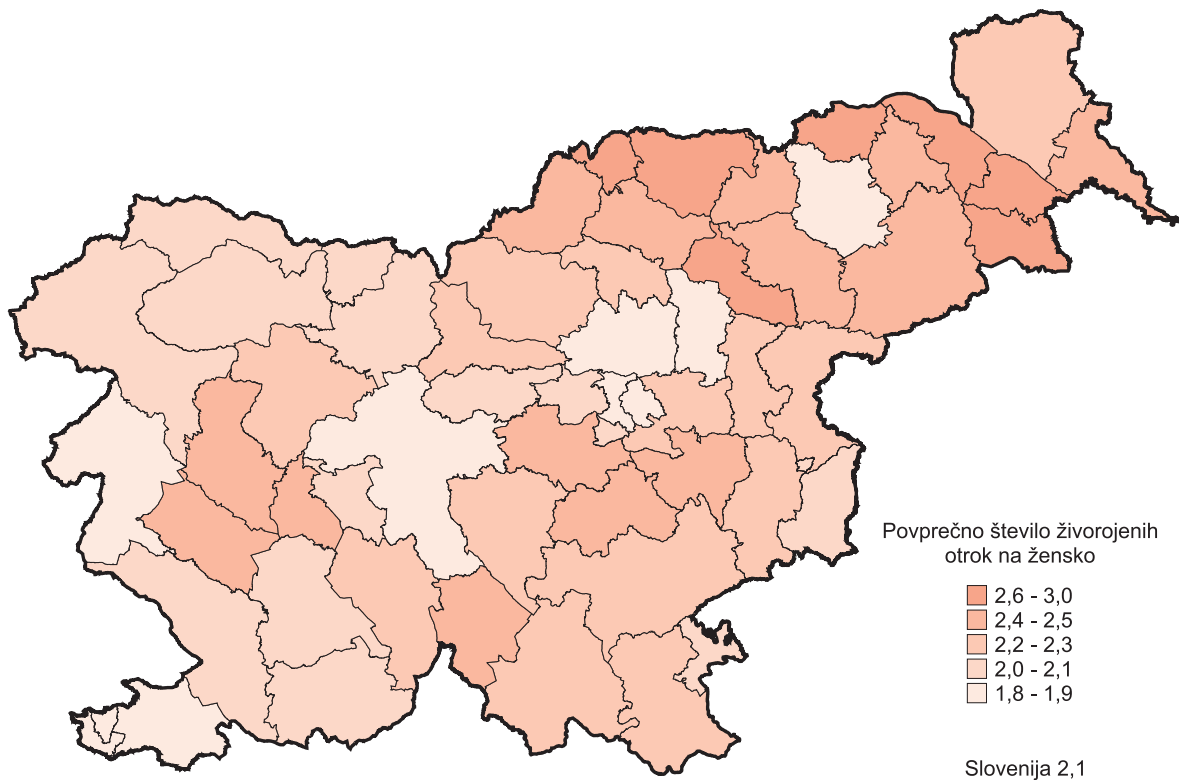 Povprečno število živorojenih
otrok na žensko
2,6 - 3,0
2,4 - 2,5
2,2 - 2,3
2,0 - 2,1
1,8 - 1,9
Slovenija 2,1